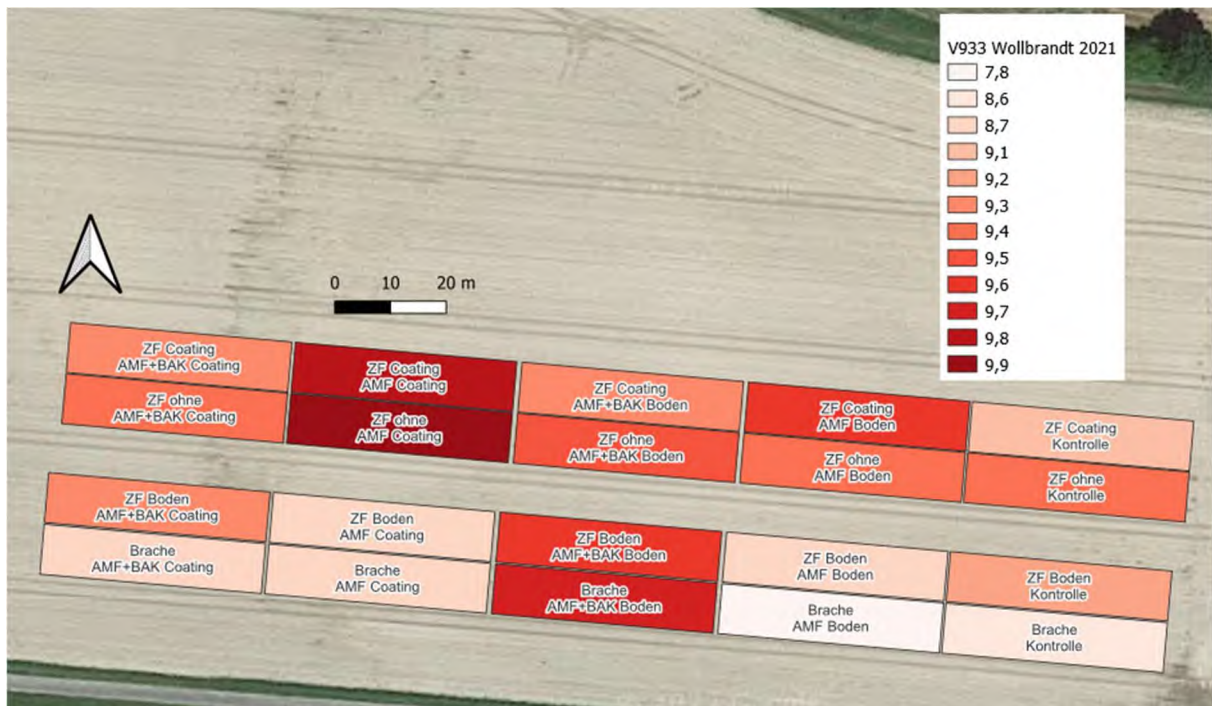 V933 Wollbrandt 2021
7,8
8,6
8,7
9,1
9,2
9,3
9,4
9,5
9,6
9,7
9,8
9,9
0 10 20 m
ZF Coating
AMF+BAK Coating
ZF ohne
AMF+BAK Coating
ZF Coating
AMF Coating
ZF ohne
AMF Coating
ZF Coating
AMF+BAK Boden
ZF ohne
AMF+BAK Boden
ZF Coating
AMF Boden
ZF ohne
AMF Boden
ZF Coating
Kontrolle
ZF ohne
Kontrolle
ZF Boden
AMF+BAK Coating
Brache
AMF+BAK Coating
ZF Boden
AMF Coating
Brache
AMF Coating
ZF Boden
AMF+BAK Boden
Brache
AMF+BAK Boden
ZF Boden
AMF Boden
Brache
AMF Boden
ZF Boden
Kontrolle
Brache
Kontrolle